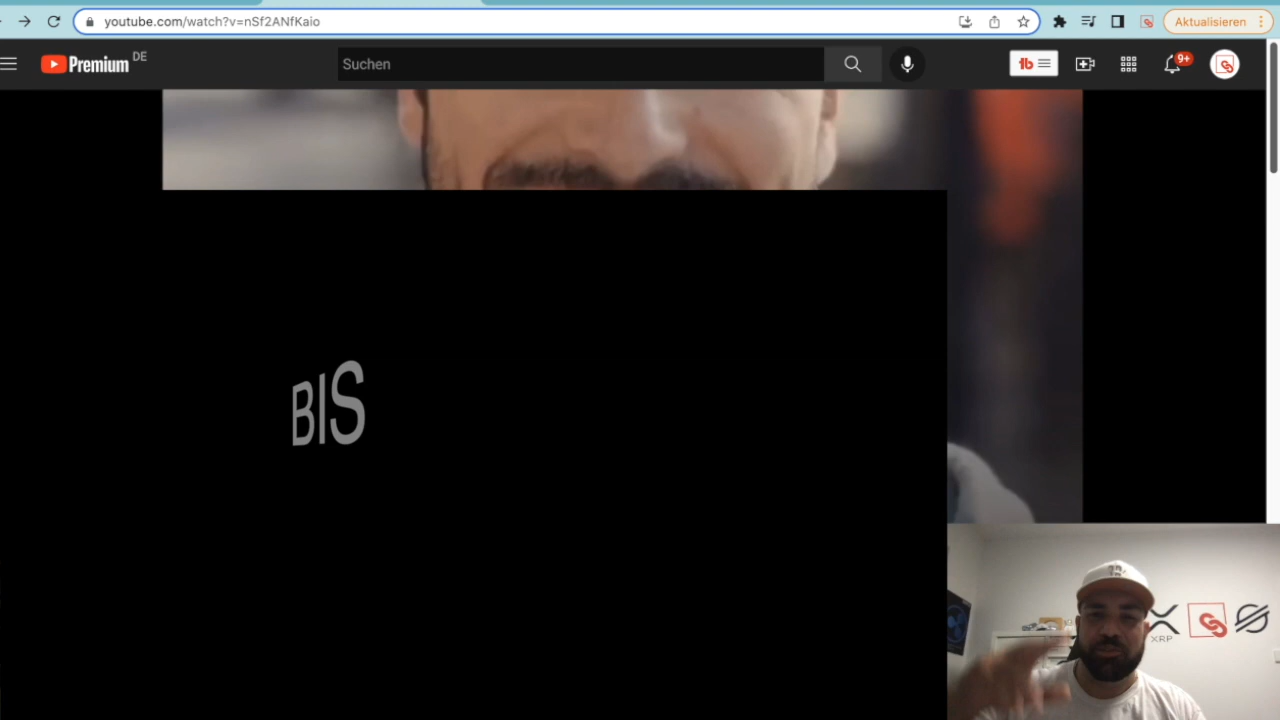 youtube.com/watch?v=nSf2ANfKaio
Aktualisieren
Premium DE
Suchen
9+
BIS
XRP